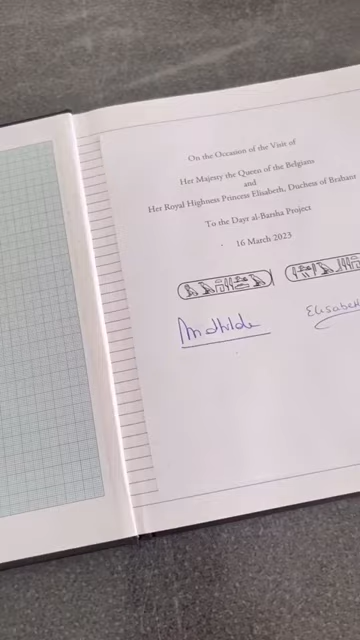 On the Occasion of the Visit of
Her Majesty the Queen of the Belgians
and
Her Royal Highness Princess Elisabeth, Duchess of Brabant
To the Dayr al-Barsha Project
16 March 2023
Mathilde Elisabeth